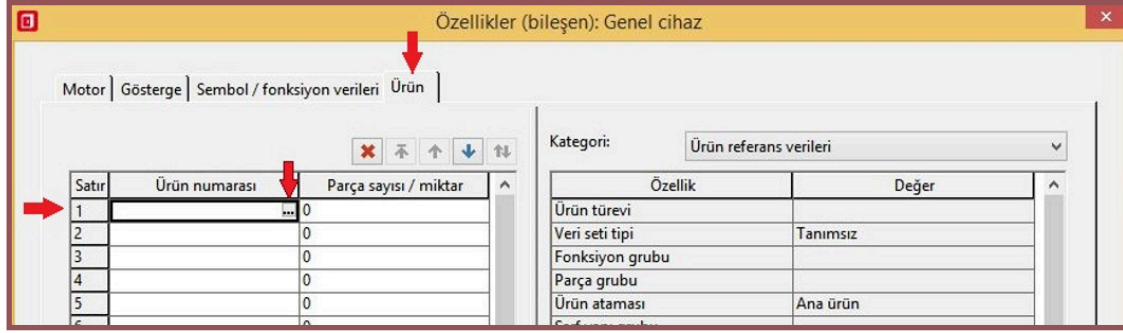 Özellikler (bileşen): Genel cihaz
Motor Gösterge Sembol / fonksiyon verileri Ürün
Kategori: Ürün referans verileri
Satır Ürün numarası Parça sayısı / miktar
1 ... 0
2 0
3 0
4 0
5 0
Özellik Değer
Ürün türevi
Veri seti tipi Tanımsız
Fonksiyon grubu
Parça grubu
Ürün ataması Ana ürün